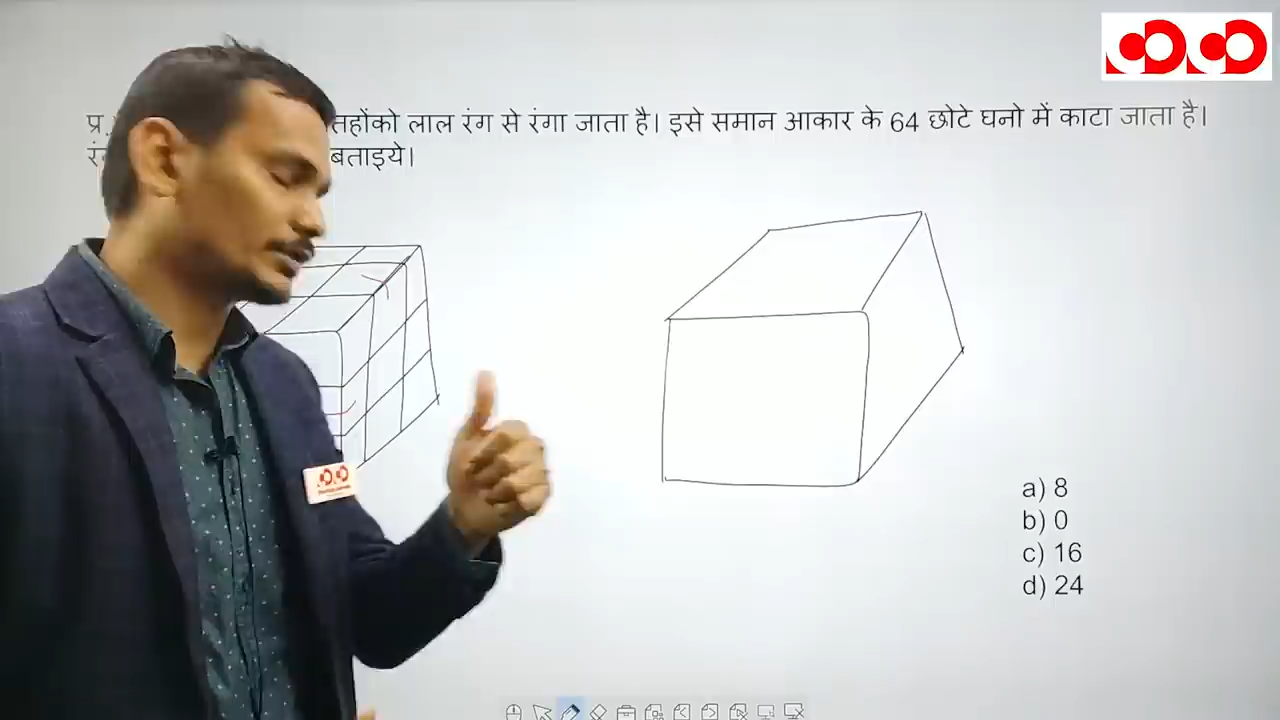 प्र. तहोंको लाल रंग से रंगा जाता है। इसे समान आकार के 64 छोटे घनो में काटा जाता है।
बताइये।
a) 8
b) 0
c) 16
d) 24